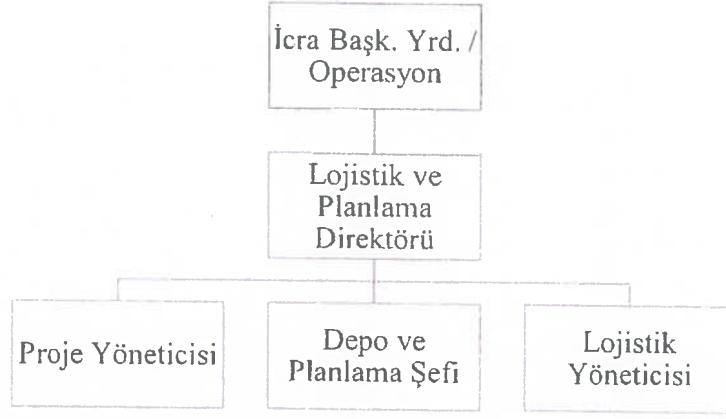 İcra Başk. Yrd. /
Operasyon
Lojistik ve
Planlama
Direktörü
Proje Yöneticisi
Depo ve
Planlama Şefi
Lojistik
Yöneticisi